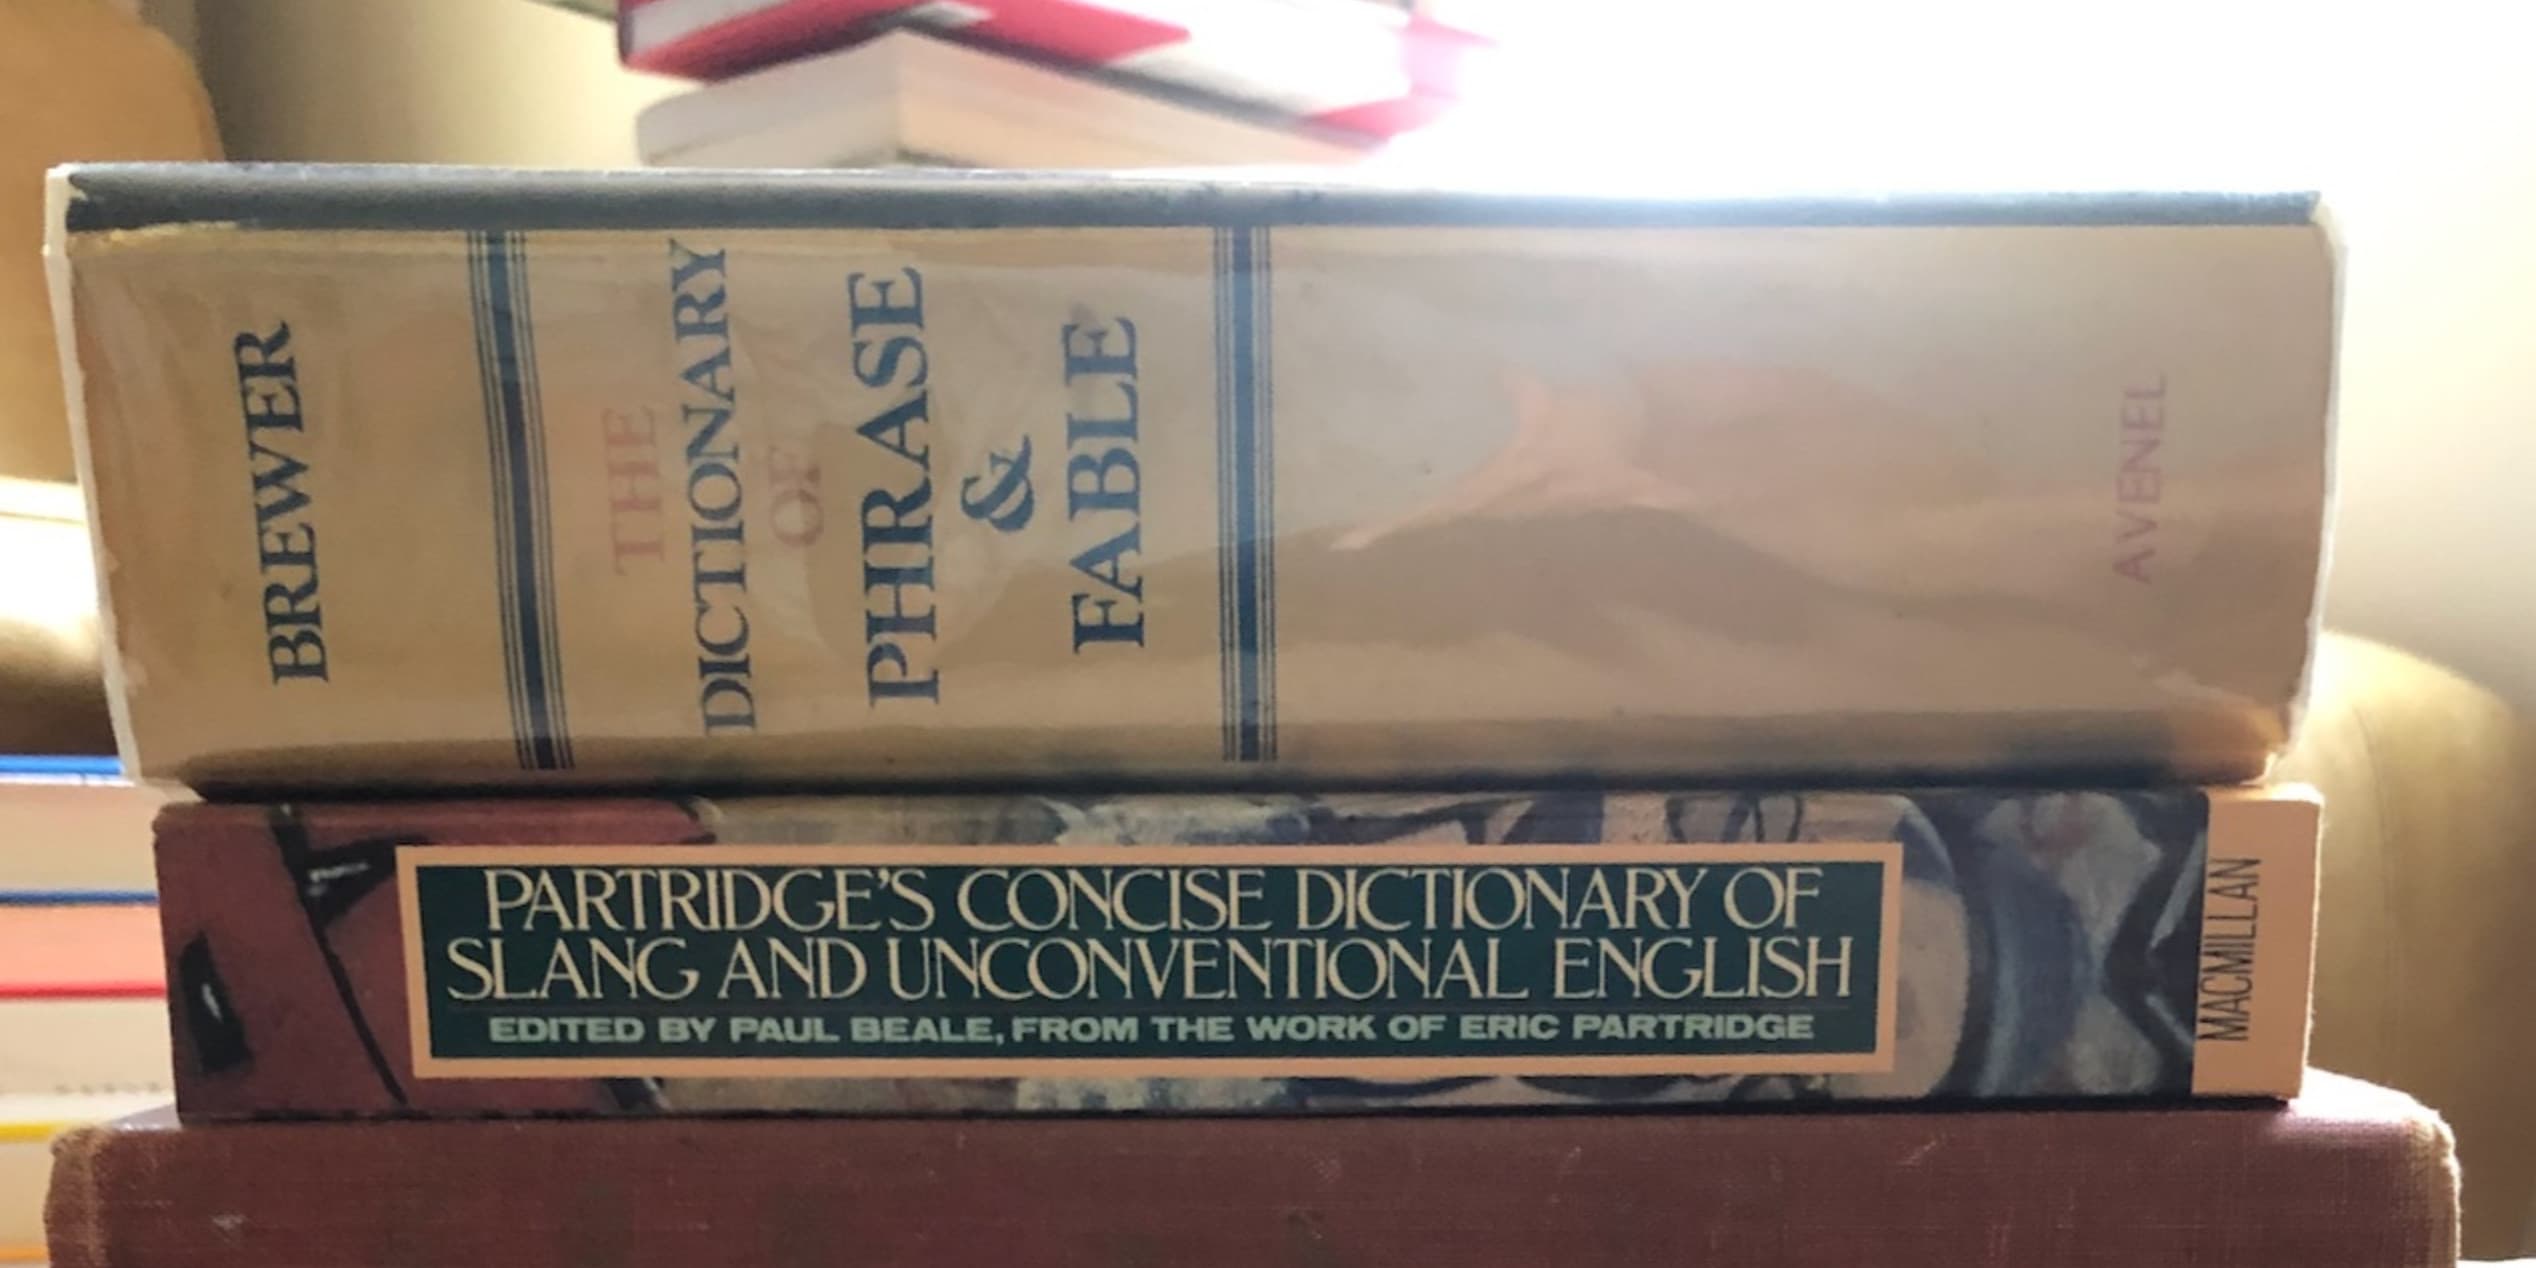 BREWER
THE
DICTIONARY
OF
PHRASE
&
FABLE
AVENEL
PARTRIDGE'S CONCISE DICTIONARY OF
SLANG AND UNCONVENTIONAL ENGLISH
EDITED BY PAUL BEALE, FROM THE WORK OF ERIC PARTRIDGE
MACMILLAN